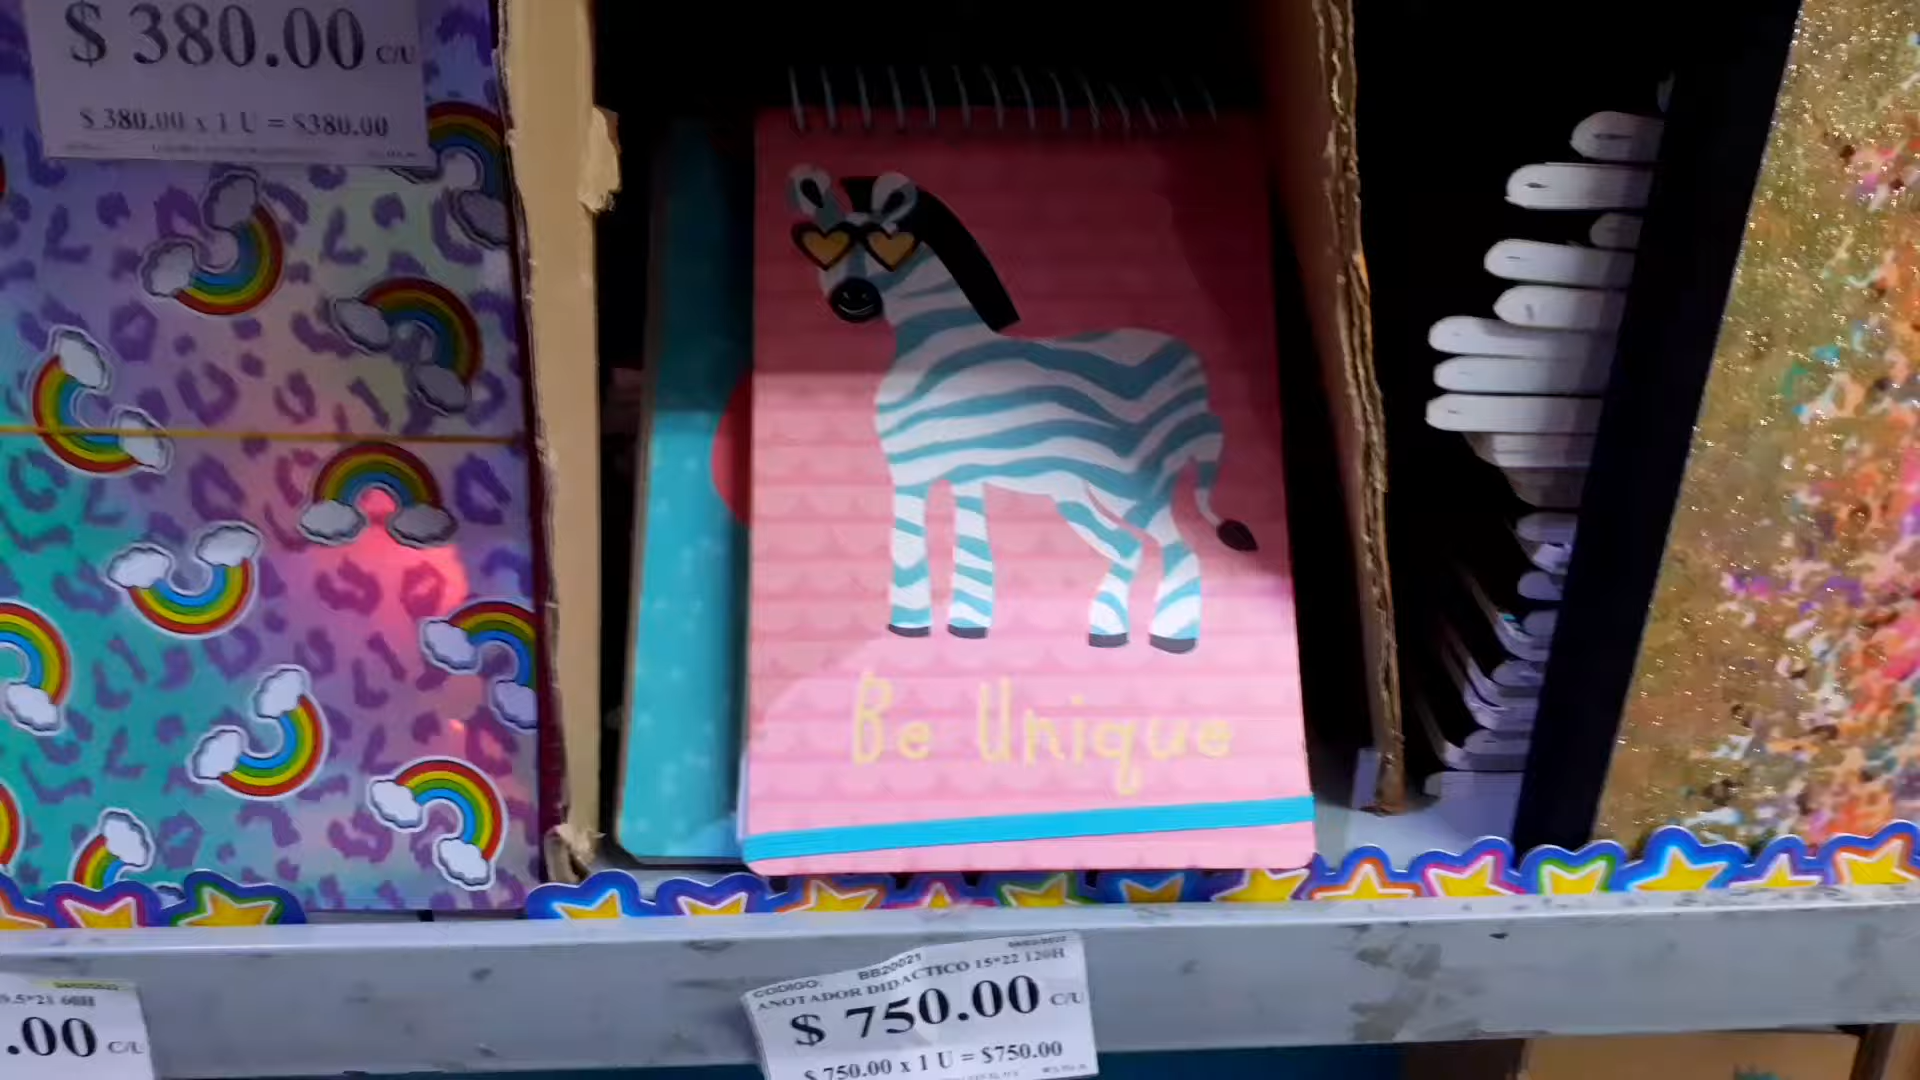 $ 380.00 C/U
$ 380.00 x 1 U = $380.00
Be Unique
CODIGO: BB20021
ANOTADOR DIDACTICO 15*22 120H
$ 750.00 C/U
$ 750.00 x 1 U = $750.00
.00 C/U